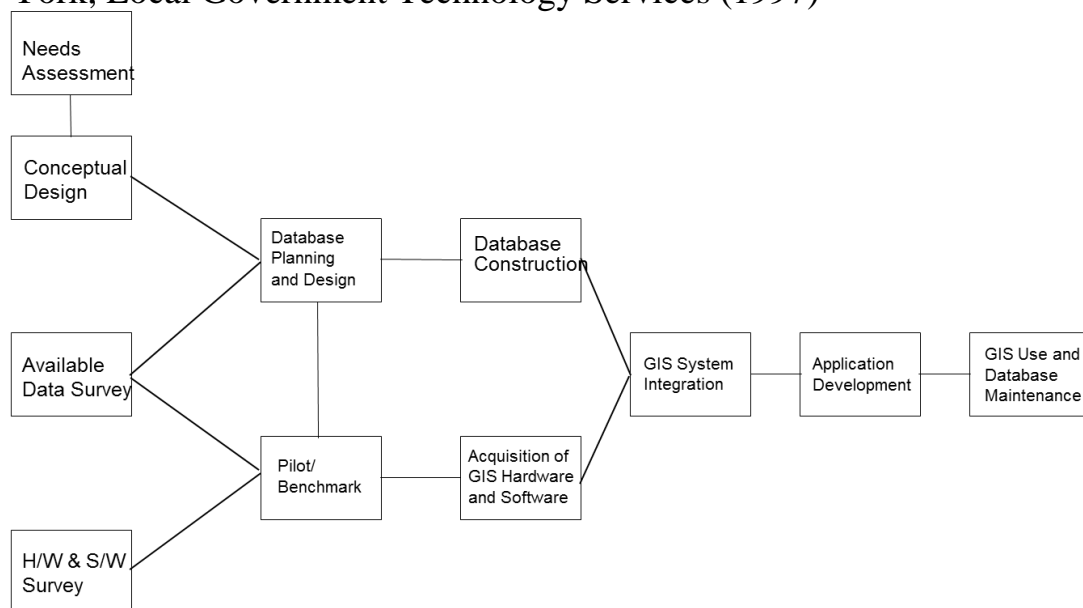 York, Local Government Technology Services (1997)
Needs
Assessment
Conceptual
Design
Database
Planning
and Design
Database
Construction
Available
Data Survey
GIS System
Integration
Application
Development
GIS Use and
Database
Maintenance
Pilot/
Benchmark
Acquisition of
GIS Hardware
and Software
H/W & S/W
Survey